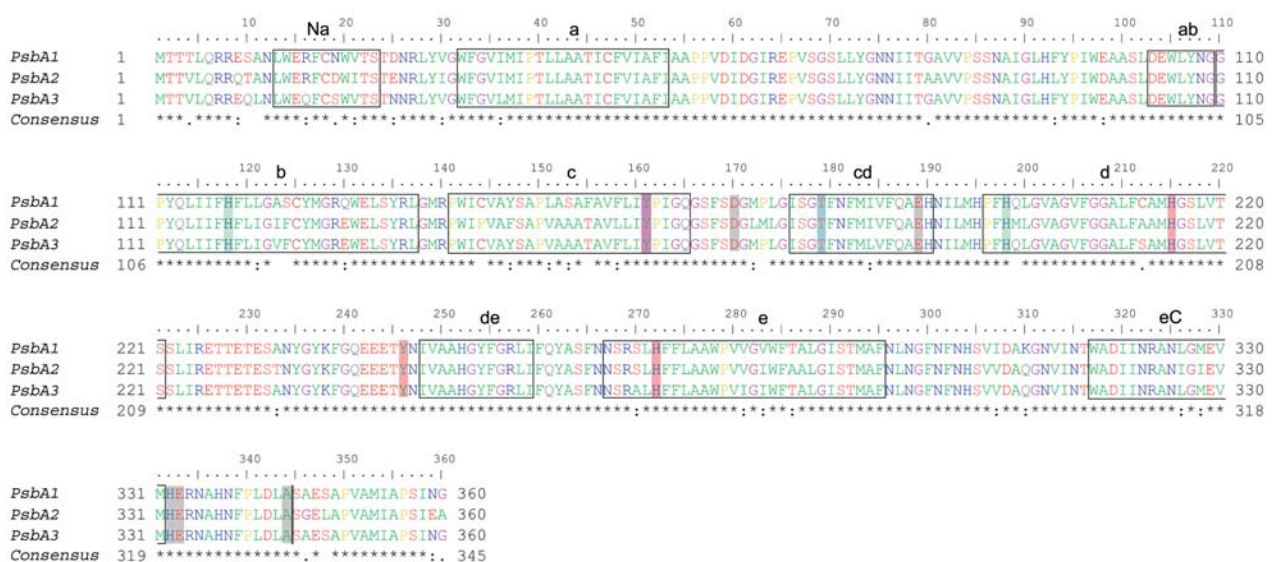 10 20 30 40 50 60 70 80 90 100 110
Na a ab
PsbA1 1 MTTTLQRRESANLWERFCNWVTSTDNRLYVGWFGVIMIPTLLAATICFVIAFIAAPPVDIDGIREPVSGSLLYGNNIITGAVVPSSNAIGLHFYPIWEAASLDEWLYNGG 110
PsbA2 1 MTTVLQRRQTANLWERFCDWITSTENRLYIGWFGVIMIPTLLAATICFVIAFIAAPPVDIDGIREPVSGSLLYGNNIITAAVVPSSNAIGLHFYPIWEAASLDEWLYNGG 110
PsbA3 1 MTTVLQRREQLNLWEQFCSWVTSTNNRLYVGWFGVLMIPTLLAATICFVIAFIAAPPVDIDGIREPVSGSLLYGNNIITGAVVPSSNAIGLHFYPIWEAASLDEWLYNGG 110
Consensus 1 ***.****:  ****:**.*:***:****:*****:*******************************************.************:****:************ 105
120 130 140 150 160 170 180 190 200 210 220
b c cd d
PsbA1 111 PYQLIIFHFLLGASCYMGRQWELSYRLGMRPWICVAYSAPLASAFAVFLIYPIGQGSFSDGMPLGISGTFNFMIVFQAEHNILMHPFHQLGVAGVFGGALFCAMHGSLVT 220
PsbA2 111 PYQLIIFHFLIGIFCYMGREWELSYRLGMRPWIPVAFSAPVAAATAVLLIYPIGQGSFSDGLMLGISGTFNFMIVFQAEHNILMHPFHQLGVAGVFGGALFCAMHGSLVT 220
PsbA3 111 PYQLIIFHFLIGVFCYMGREWELSYRLGMRPWICVAYSAPVAAATAVLLIYPIGQGSFSDGMPLGISGTFNFMLVFQAEHNILMHPFHQLGVAGVFGGALFSAMHGSLVT 220
Consensus 106 **********:*  *****:************* **:***:*:* ** *************: **********:***************************.******** 208
230 240 250 260 270 280 290 300 310 320 330
de e eC
PsbA1 221 SSLIRETTETESANYGYKFGQEEETYNIVAAHGYFGRLIFQYASFNNSRSLHFFLAAWPVVGVWFTALGISTMAFNLNGFNFNHSVIDAKGNVINTWADIINRANLGMEV 330
PsbA2 221 SSLIRETTETESTNYGYKFGQEEETYNIVAAHGYFGRLIFQYASFNNSRSLHFFLAAWPVVGIWFAALGISTMAFNLNGFNFNHSVVDAQGNVINTWADIINRANIGIEV 330
PsbA3 221 SSLIRETTETESANYGYKFGQEEETYNIVAAHGYFGRLIFQYASFNNSRALHFFLAAWPVIGIWFTALGISTMAFNLNGFNFNHSVIDAKGNVINTWADIINRANLGMEV 330
Consensus 209 ************:************************************:**********:*:**:********************:**:***************:*:** 318
340 350 360
PsbA1 331 MHERNAHNFPLDLASAESAPVAMIAPSING 360
PsbA2 331 MHERNAHNFPLDLASGELAPVAMIAPSIEA 360
PsbA3 331 MHERNAHNFPLDLASAESAPVAMIAPSING 360
Consensus 319 ***************.* **********:. 345